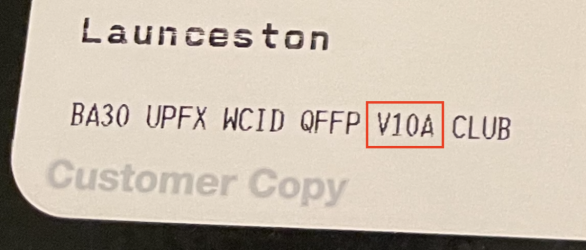 Launceston
BA30 UPFX WCID QFFP V10A CLUB
Customer Copy